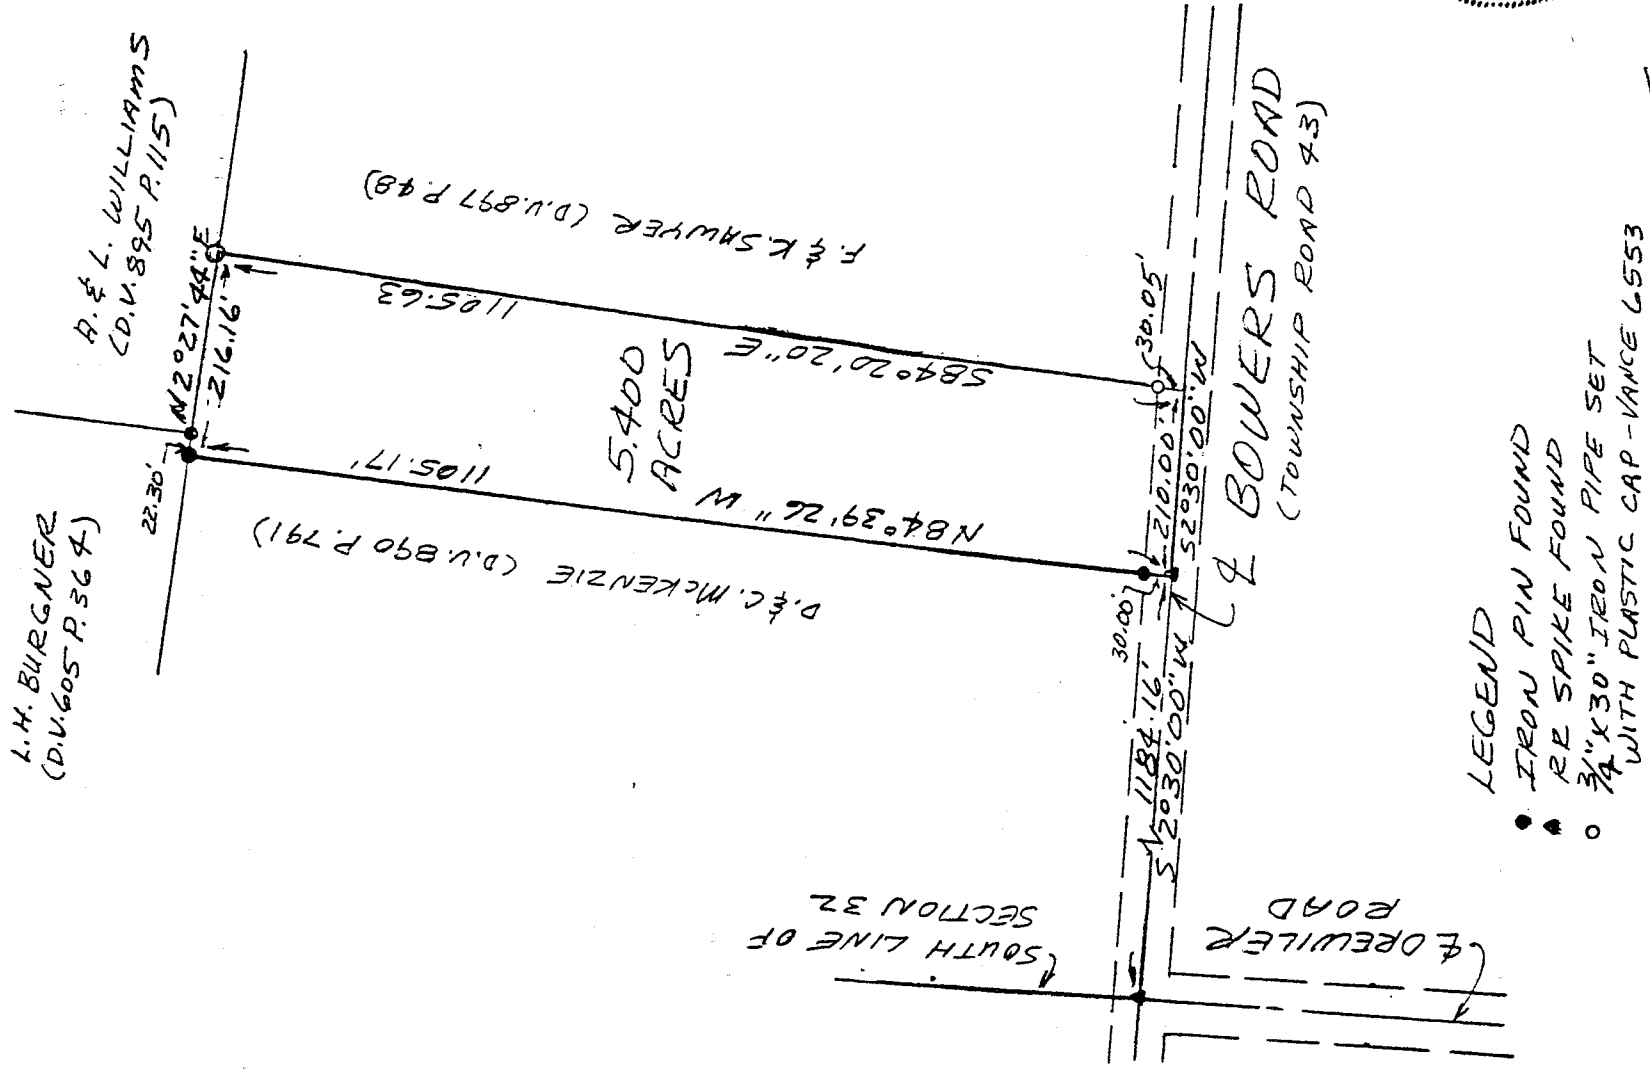 A. & L. WILLIAMS
(D.V. 895 P. 115)
N2°27'44"E
216.16'
22.30'
L.H. BURGNER
(D.V. 605 P. 364)
F. & K. SAWYER (D.V. 897 P. 48)
1105.63
S84°20'20"E
5.400
ACRES
1105.17'
N84°39'26"W
D. & C. McKENZIE (D.V. 890 P. 791)
30.05'
210.00'
S2°30'00"W
30.00'
N 1184.16'
S 2°30'00"W
℄ BOWERS ROAD
(TOWNSHIP ROAD 43)
SOUTH LINE OF
SECTION 32
℄ OREWILER
ROAD
LEGEND
IRON PIN FOUND
RR SPIKE FOUND
3/4" X 30" IRON PIPE SET
WITH PLASTIC CAP - VANCE 6553